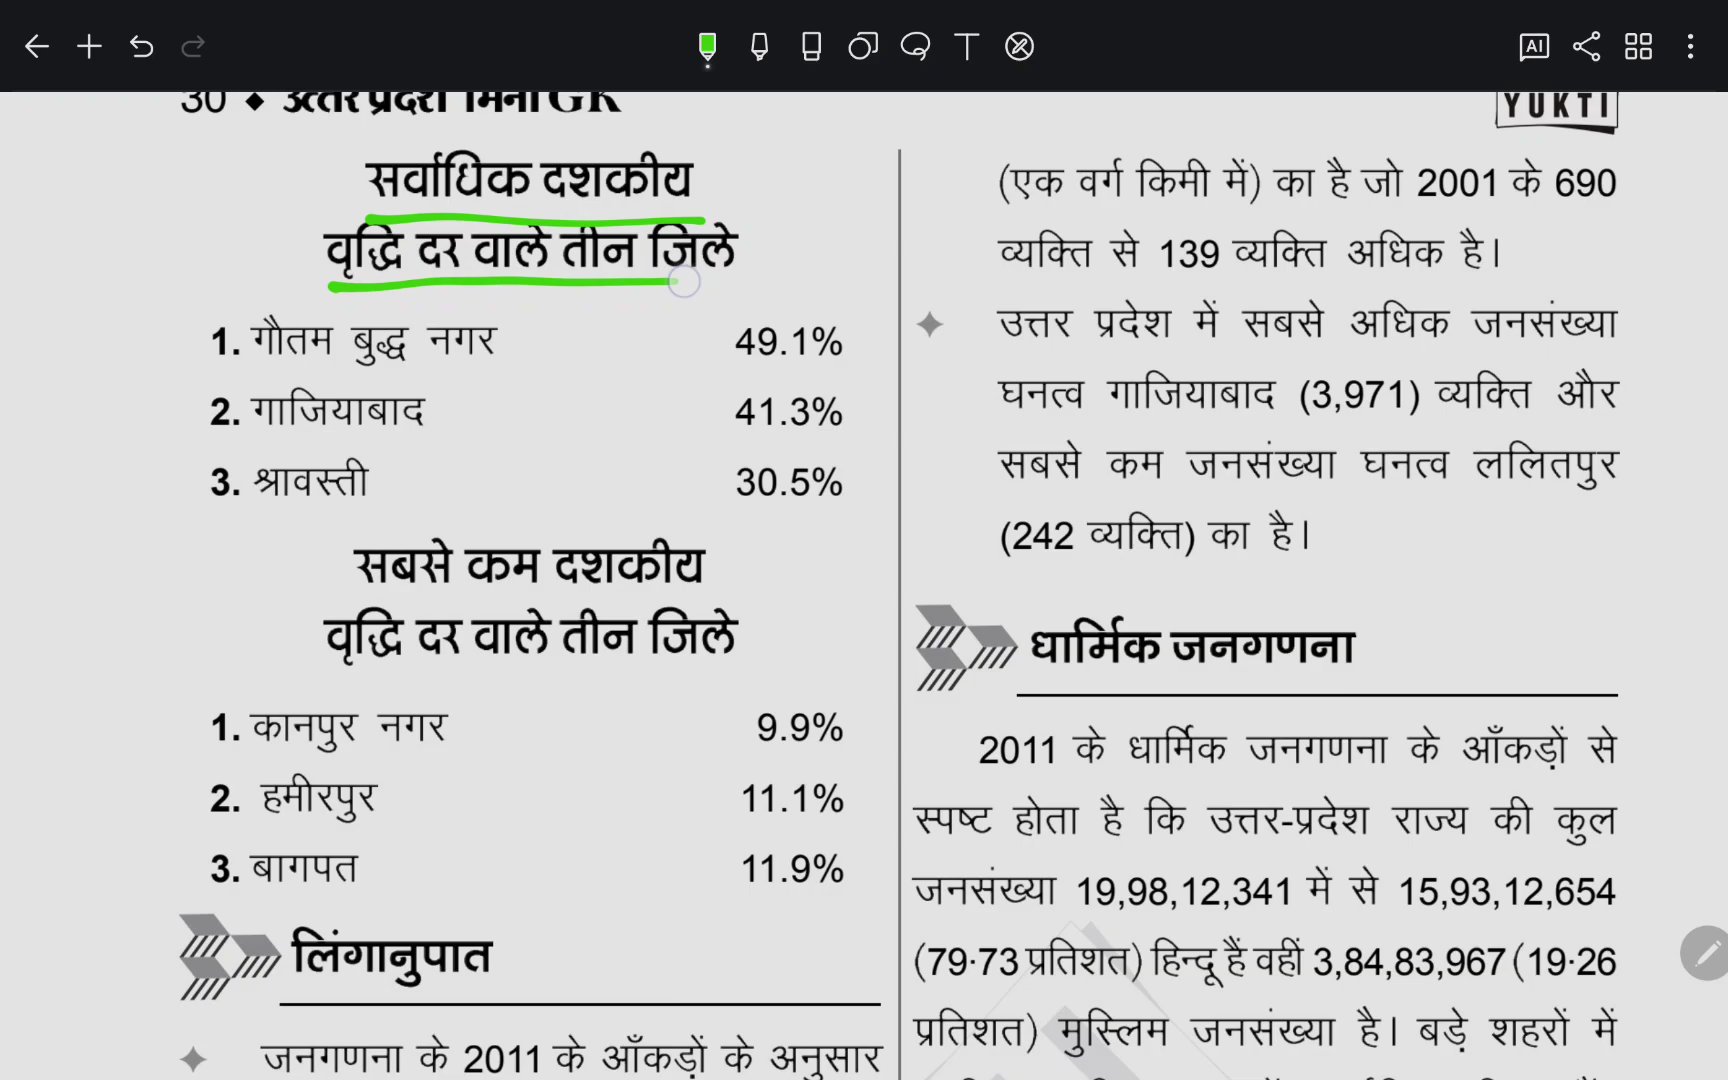 30 ◆ उत्तर प्रदेश मिनी GK
YUKTI
सर्वाधिक दशकीय
वृद्धि दर वाले तीन जिले
1. गौतम बुद्ध नगर 49.1%
2. गाजियाबाद 41.3%
3. श्रावस्ती 30.5%
सबसे कम दशकीय
वृद्धि दर वाले तीन जिले
1. कानपुर नगर 9.9%
2. हमीरपुर 11.1%
3. बागपत 11.9%
लिंगानुपात
जनगणना के 2011 के आँकड़ों के अनुसार
(एक वर्ग किमी में) का है जो 2001 के 690
व्यक्ति से 139 व्यक्ति अधिक है।
उत्तर प्रदेश में सबसे अधिक जनसंख्या
घनत्व गाजियाबाद (3,971) व्यक्ति और
सबसे कम जनसंख्या घनत्व ललितपुर
(242 व्यक्ति) का है।
धार्मिक जनगणना
2011 के धार्मिक जनगणना के आँकड़ों से
स्पष्ट होता है कि उत्तर-प्रदेश राज्य की कुल
जनसंख्या 19,98,12,341 में से 15,93,12,654
(79·73 प्रतिशत) हिन्दू हैं वहीं 3,84,83,967 (19·26
प्रतिशत) मुस्लिम जनसंख्या है। बड़े शहरों में